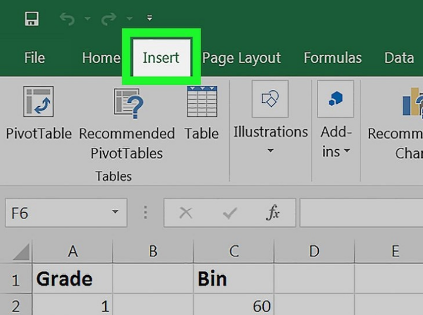 File Home Insert Page Layout Formulas Data
PivotTable Recommended PivotTables Table Illustrations Add-ins Recomm Cha
Tables
F6 fx
A B C D E
1 Grade Bin
2 1 60